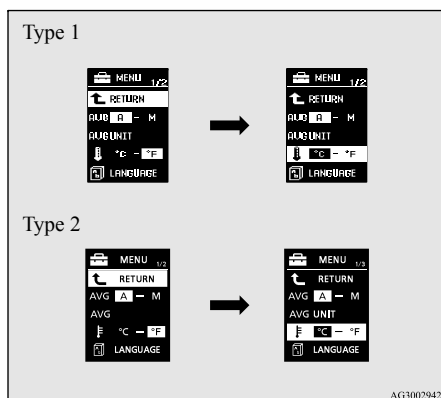 Type 1
MENU 1/2
RETURN
AVG A - M
AVG UNIT
°C - °F
LANGUAGE
MENU 1/2
RETURN
AVG A - M
AVG UNIT
°C - °F
LANGUAGE
Type 2
MENU 1/2
RETURN
AVG A - M
AVG
°C - °F
LANGUAGE
MENU 1/3
RETURN
AVG A - M
AVG UNIT
°C - °F
LANGUAGE
AG3002942